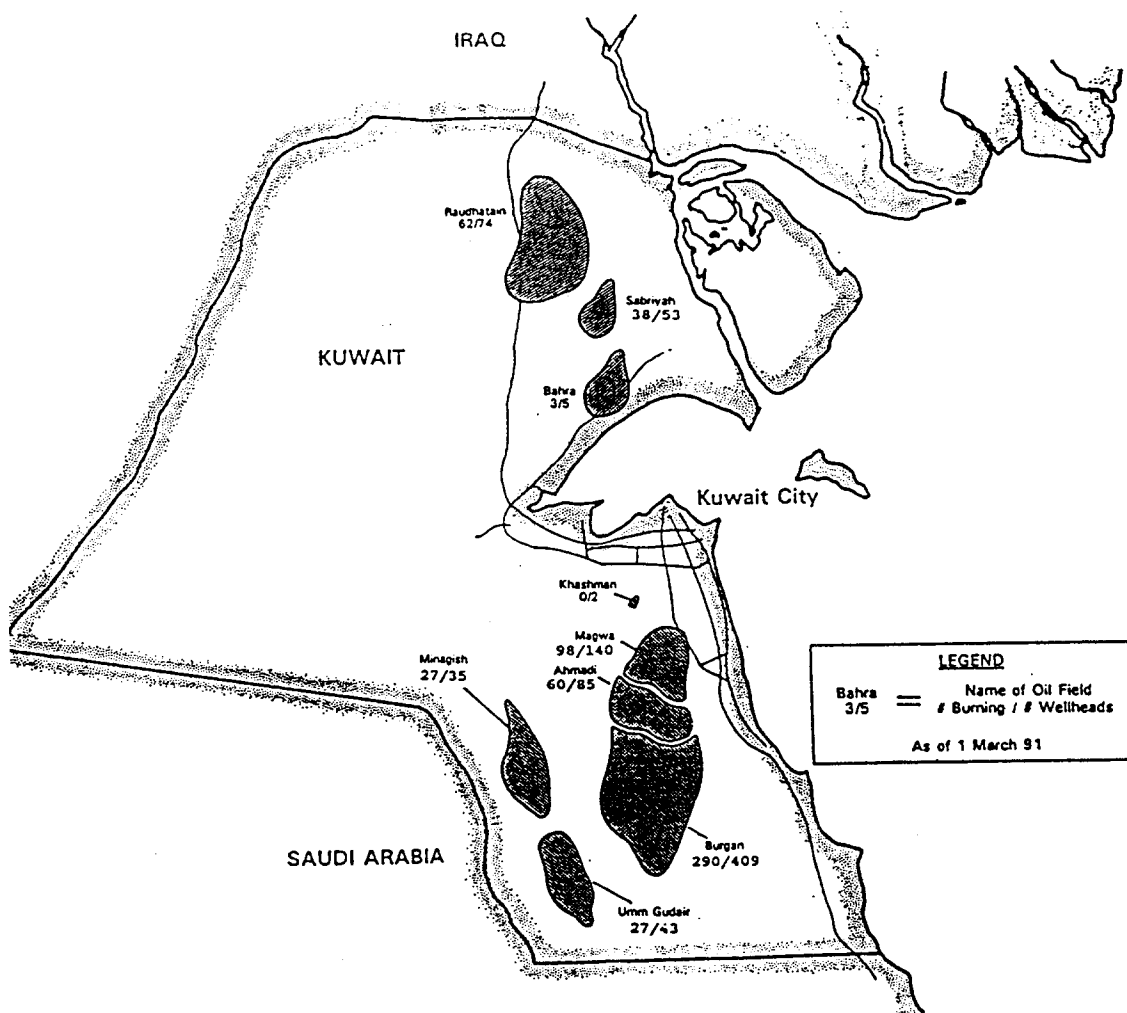 IRAQ
Raudhatain
62/74
Sabriyah
38/53
KUWAIT
Bahra
3/5
Kuwait City
Khashman
0/2
Magwa
98/140
Ahmadi
60/85
Minagish
27/35
LEGEND
Bahra
3/5
=
Name of Oil Field
# Burning / # Wellheads
As of 1 March 91
Burgan
290/409
SAUDI ARABIA
Umm Gudair
27/43